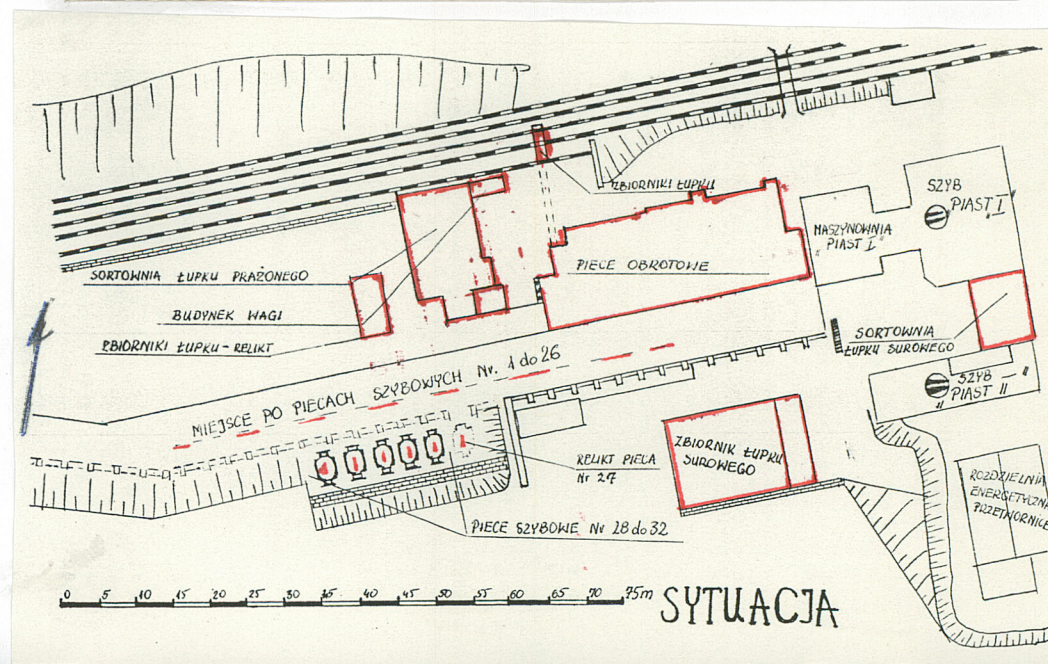 ZBIORNIKI ŁUPKU
SZYB
PIAST I
MASZYNOWNIA
PIAST I
PIECE OBROTOWE
SORTOWNIA ŁUPKU PRAŻONEGO
BUDYNEK WAGI
ZBIORNIKI ŁUPKU - RELIKT
SORTOWNIA
ŁUPKU SUROWEGO
MIEJSCE PO PIECACH SZYBOWYCH Nr. 1 do 26
SZYB
PIAST II
ZBIORNIK ŁUPKU
SUROWEGO
RELIKT PIECA
Nr 27
ROZDZIELNIA
ENERGETYCZNA
PRZETWORNICE
PIECE SZYBOWE Nr 28 do 32
0 5 10 15 20 25 30 35 40 45 50 55 60 65 70 75m
SYTUACJA